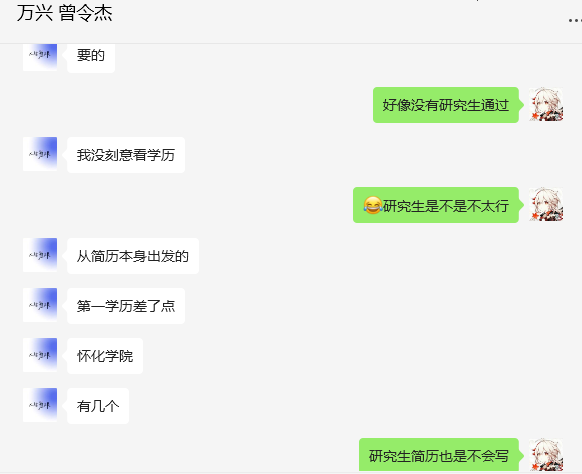 万兴 曾令杰
要的
好像没有研究生通过
我没刻意看学历
😂研究生是不是不太行
从简历本身出发的
第一学历差了点
怀化学院
有几个
研究生简历也是不会写